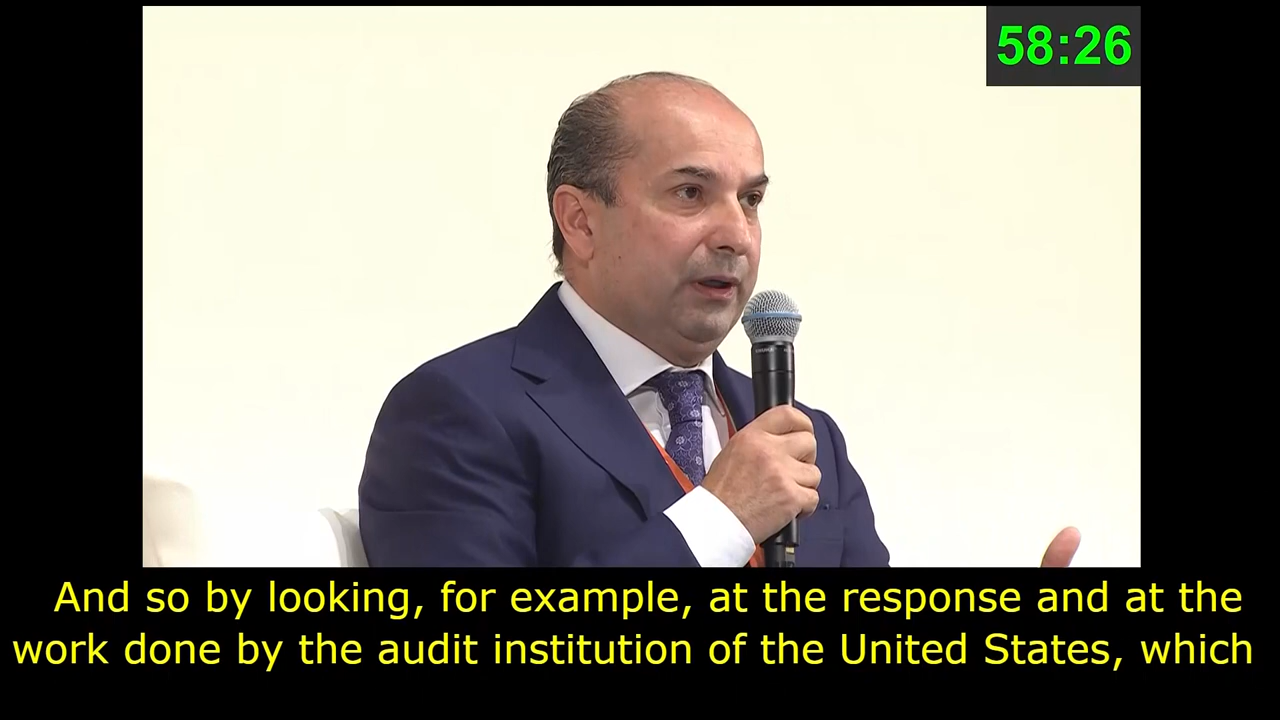 58:26
And so by looking, for example, at the response and at the
work done by the audit institution of the United States, which